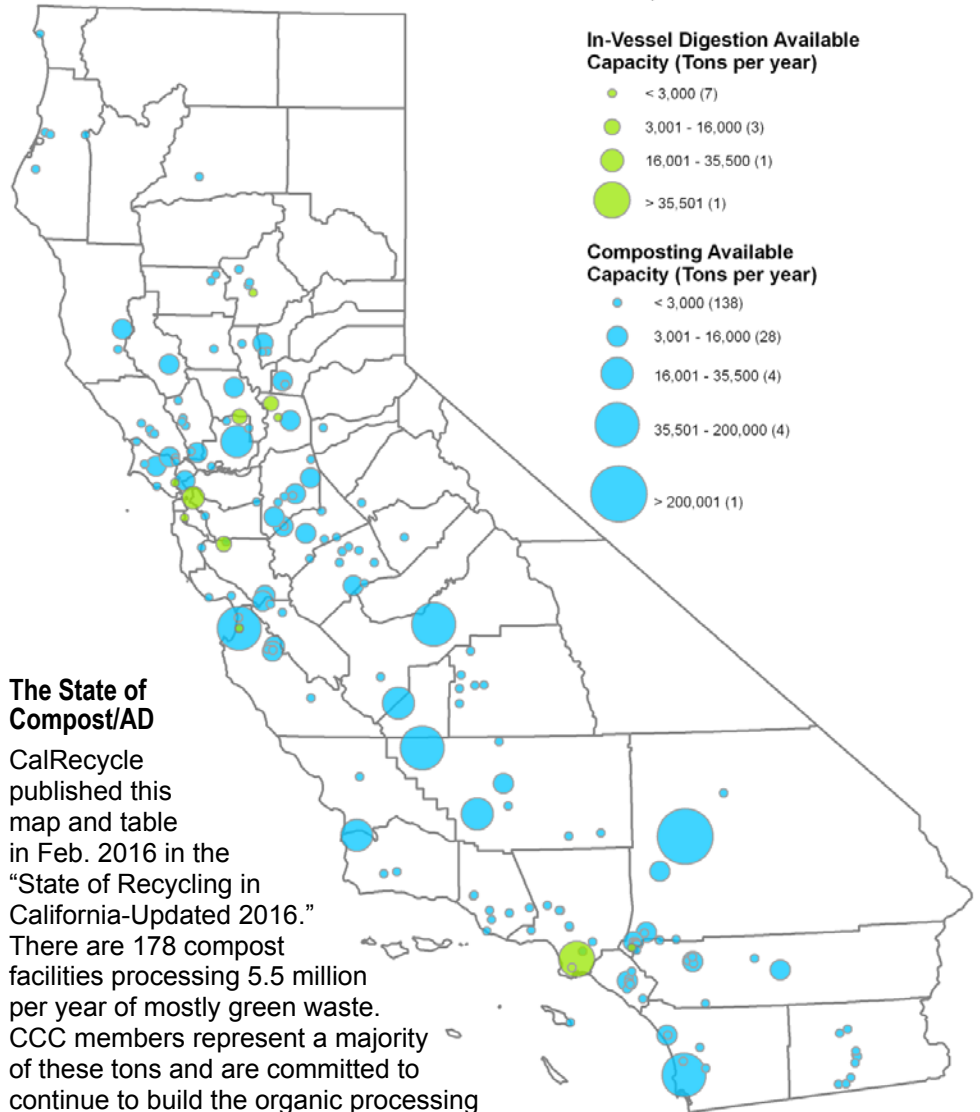 In-Vessel Digestion Available
Capacity (Tons per year)
< 3,000 (7)
3,001 - 16,000 (3)
16,001 - 35,500 (1)
> 35,501 (1)
Composting Available
Capacity (Tons per year)
< 3,000 (138)
3,001 - 16,000 (28)
16,001 - 35,500 (4)
35,501 - 200,000 (4)
> 200,001 (1)
The State of
Compost/AD
CalRecycle
published this
map and table
in Feb. 2016 in the
“State of Recycling in
California-Updated 2016.”
There are 178 compost
facilities processing 5.5 million
per year of mostly green waste.
CCC members represent a majority
of these tons and are committed to
continue to build the organic processing